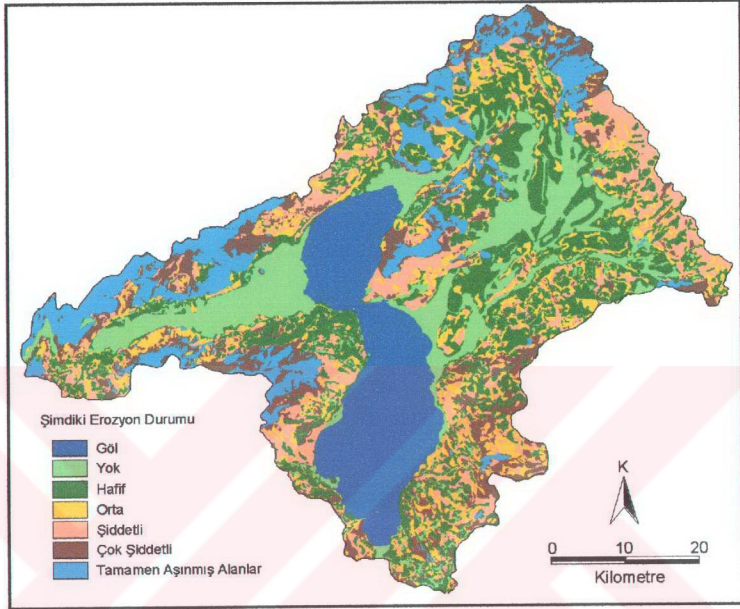 Şimdiki Erozyon Durumu
Göl
Yok
Hafif
Orta
Şiddetli
Çok Şiddetli
Tamamen Aşınmış Alanlar
K
0 10 20
Kilometre